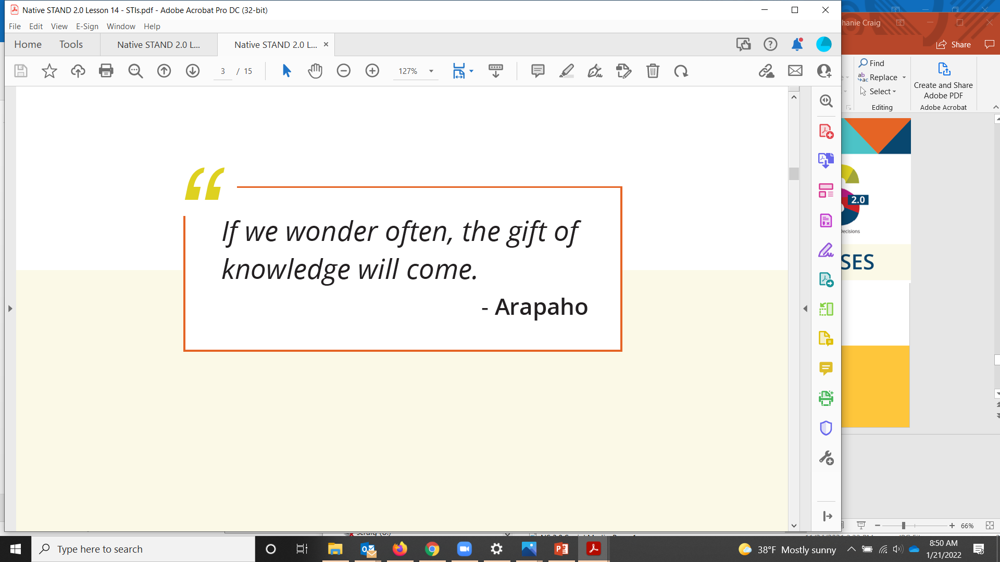 Native STAND 2.0 Lesson 14 - STIs.pdf - Adobe Acrobat Pro DC (32-bit)
hanie Craig
File Edit View E-Sign Window Help
Home Tools Native STAND 2.0 L... Native STAND 2.0 L... ×
Share
3 / 15 127%
Find
Replace
Select
Editing
Create and Share
Adobe PDF
Adobe Acrobat
2.0
Decisions
SES
“
If we wonder often, the gift of
knowledge will come.
- Arapaho
66%
Type here to search
38°F Mostly sunny
8:50 AM
1/21/2022